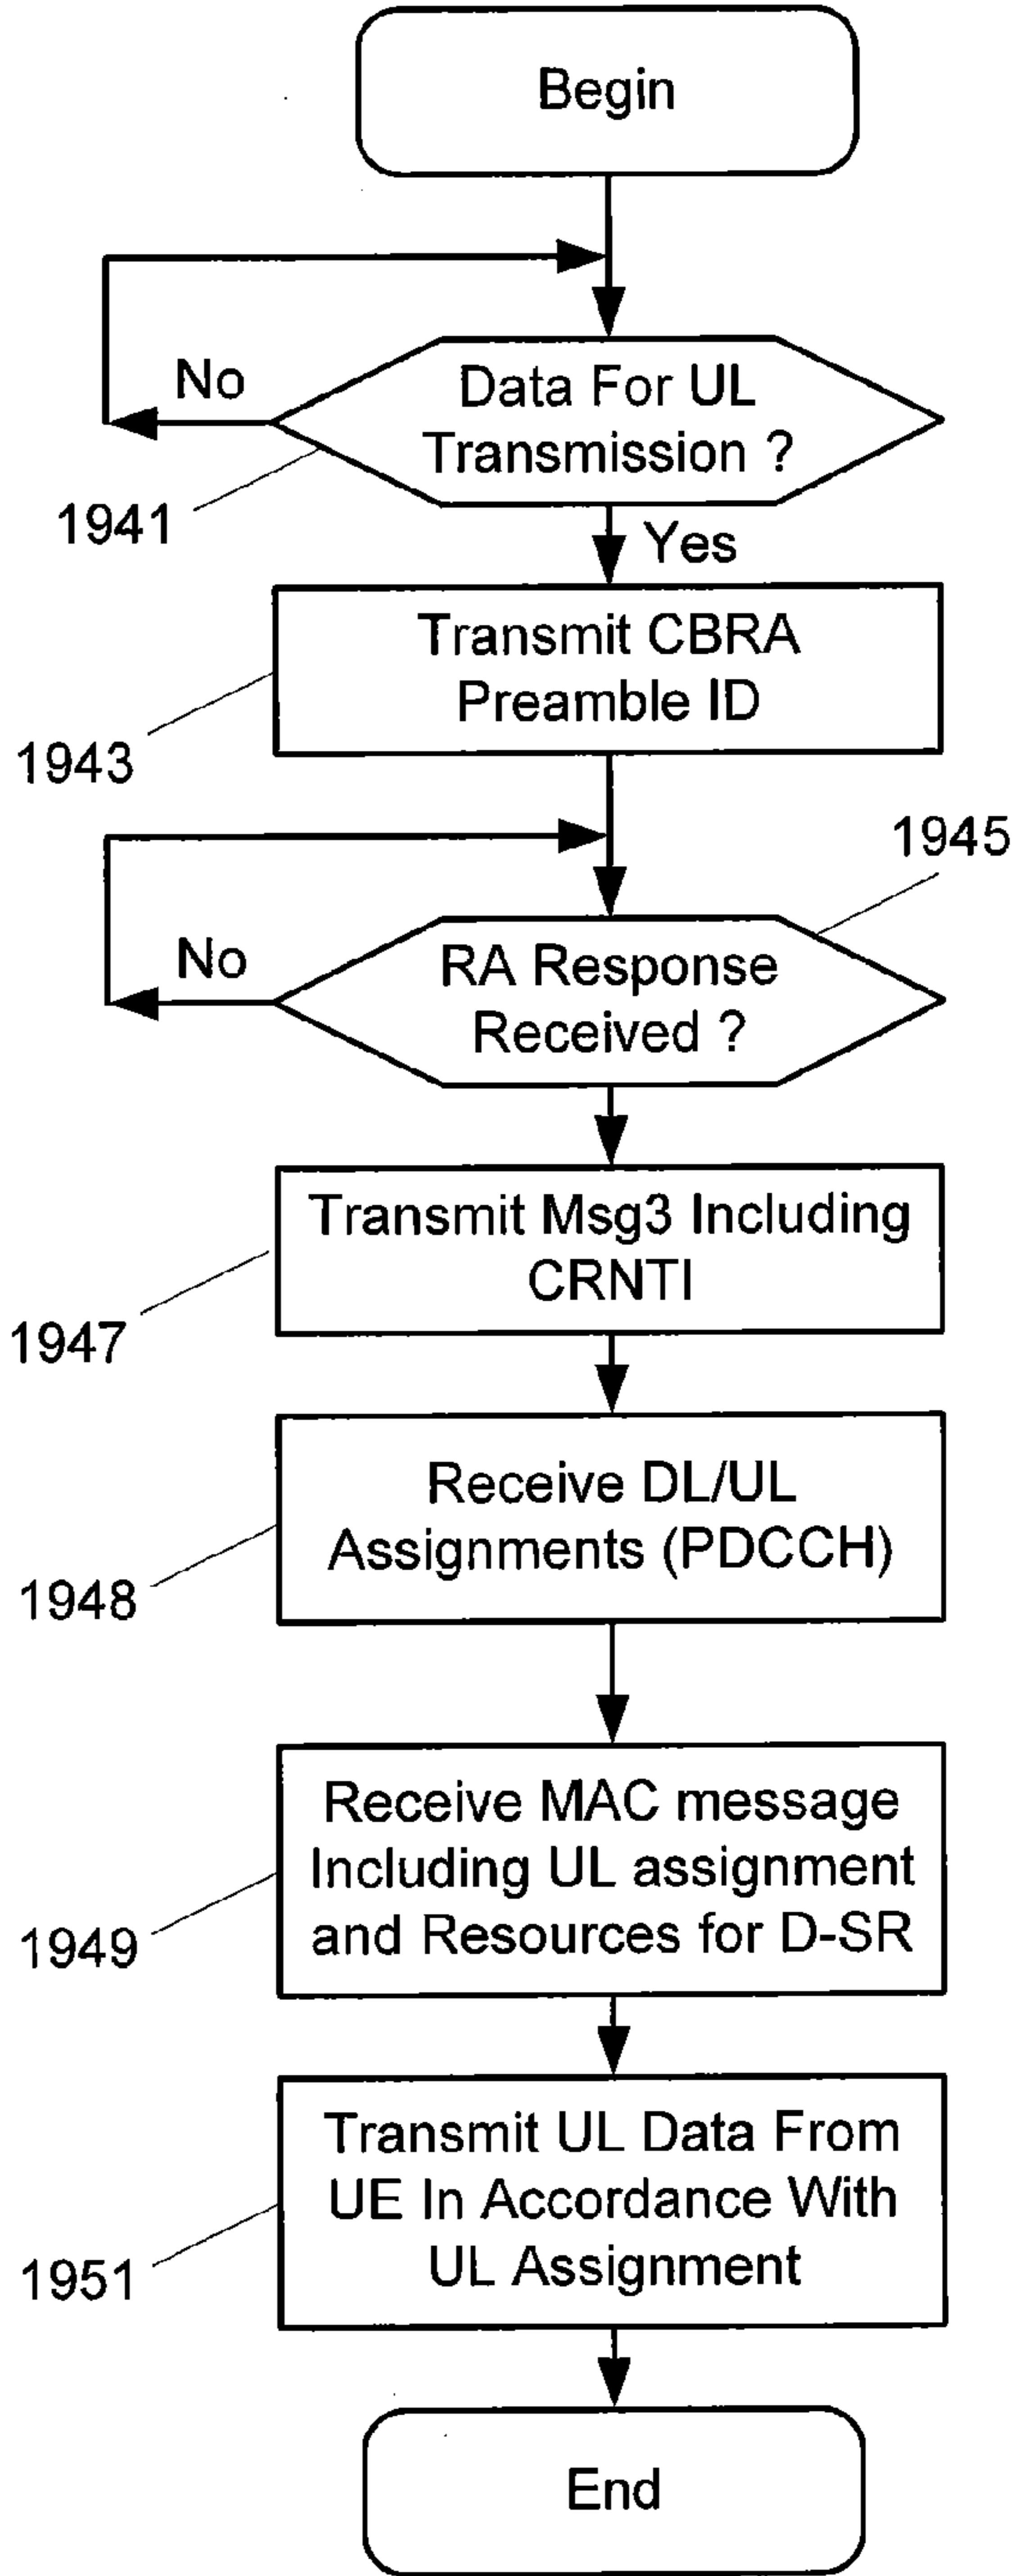 Begin
No
Data For UL
Transmission ?
1941
Yes
Transmit CBRA
Preamble ID
1943
1945
No
RA Response
Received ?
Transmit Msg3 Including
CRNTI
1947
Receive DL/UL
Assignments (PDCCH)
1948
Receive MAC message
Including UL assignment
and Resources for D-SR
1949
Transmit UL Data From
UE In Accordance With
UL Assignment
1951
End